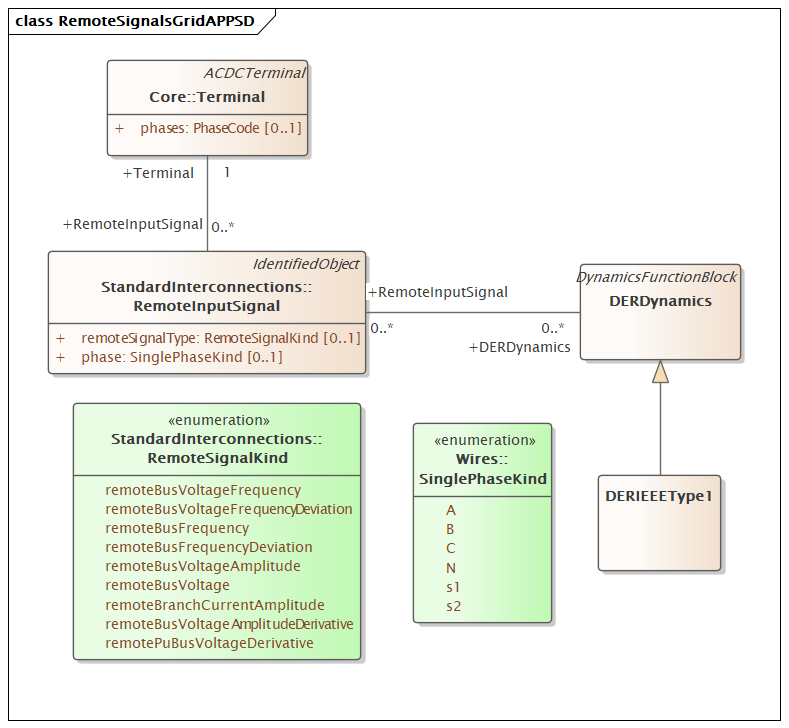 class RemoteSignalsGridAPPSD
ACDCTerminal
Core::Terminal
+ phases: PhaseCode [0..1]
+Terminal 1
+RemoteInputSignal 0..*
IdentifiedObject
StandardInterconnections::
RemoteInputSignal
+ remoteSignalType: RemoteSignalKind [0..1]
+ phase: SinglePhaseKind [0..1]
+RemoteInputSignal
0..* 0..*
+DERDynamics
DynamicsFunctionBlock
DERDynamics
«enumeration»
StandardInterconnections::
RemoteSignalKind
remoteBusVoltageFrequency
remoteBusVoltageFrequencyDeviation
remoteBusFrequency
remoteBusFrequencyDeviation
remoteBusVoltageAmplitude
remoteBusVoltage
remoteBranchCurrentAmplitude
remoteBusVoltageAmplitudeDerivative
remotePuBusVoltageDerivative
«enumeration»
Wires::
SinglePhaseKind
A
B
C
N
s1
s2
DERIEEEType1